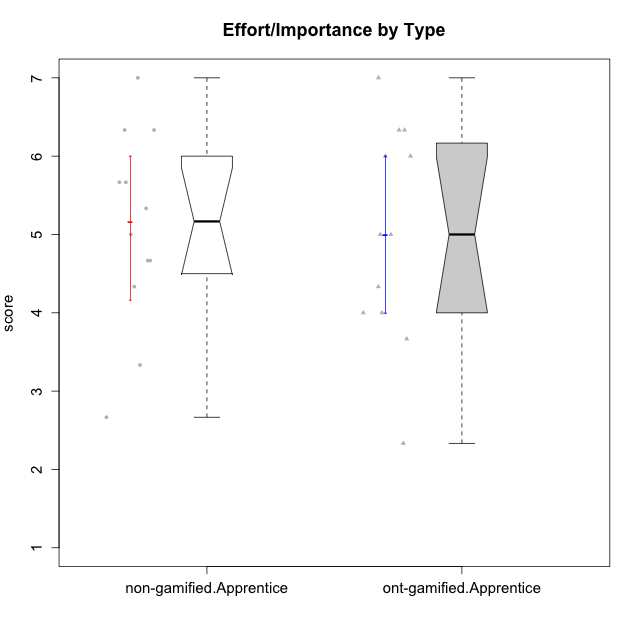 Effort/Importance by Type
score
7
6
5
4
3
2
1
non-gamified.Apprentice
ont-gamified.Apprentice